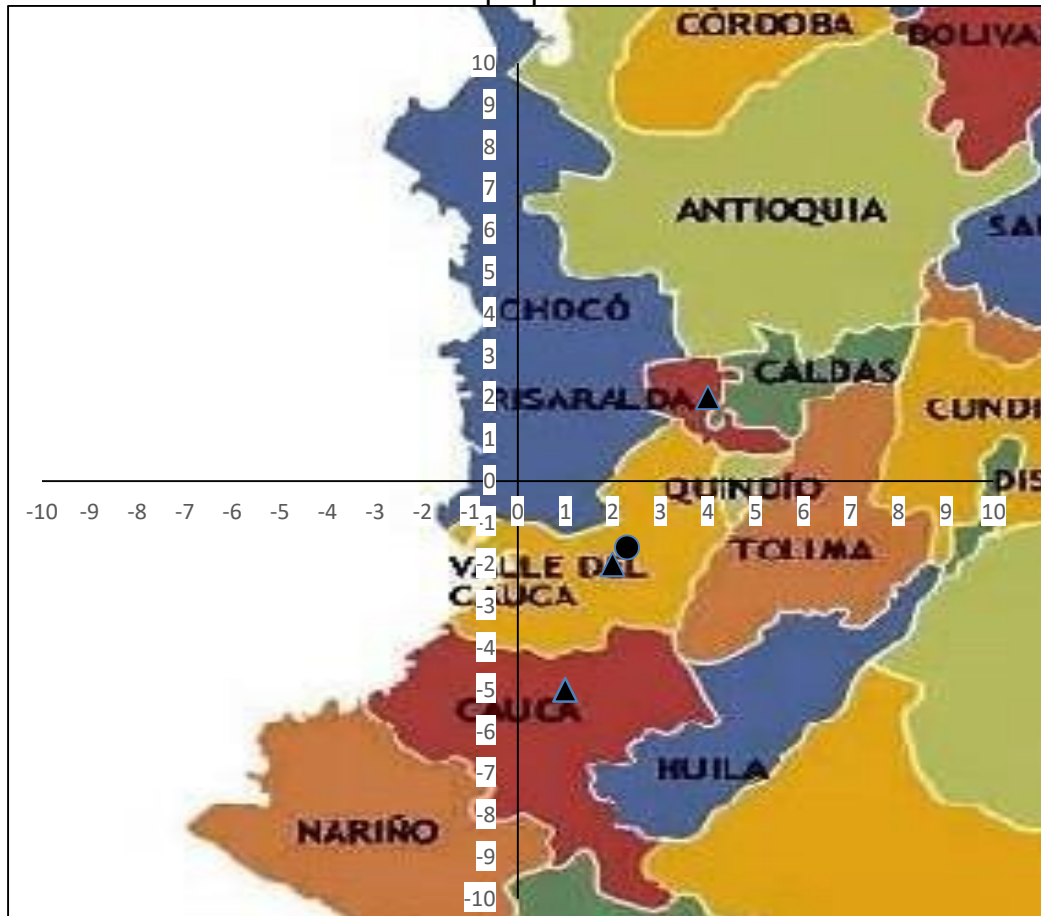 CÓRDOBA
BOLIVA
10
9
8
7
ANTIOQUIA
6
SAN
5
4
CHOCÓ
3
CALDAS
2
RISARALDA
CUNDI
1
0
QUINDÍO
DIS
-10 -9 -8 -7 -6 -5 -4 -3 -2 -1 0 1 2 3 4 5 6 7 8 9 10
-1
TOLIMA
-2
VALLE DEL
CAUCA
-3
-4
-5
CAUCA
-6
-7
HUILA
-8
NARIÑO
-9
-10